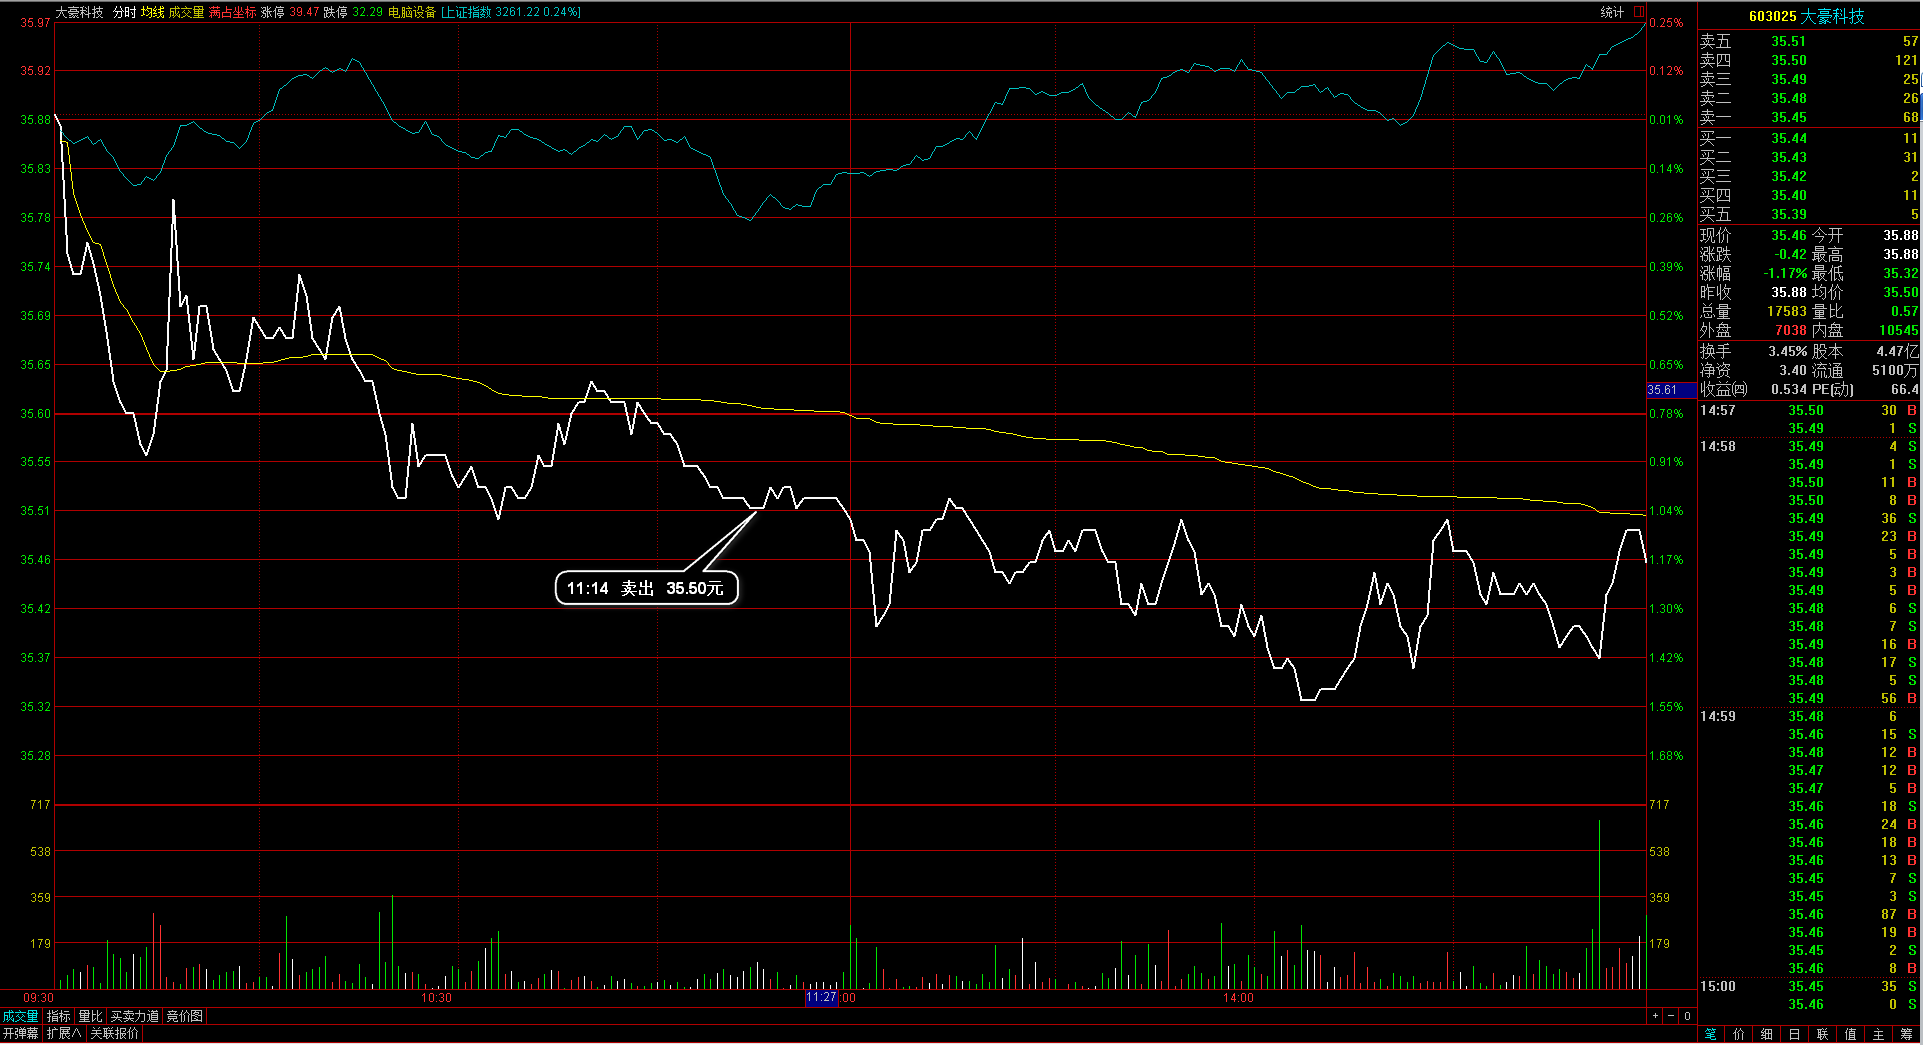 大豪科技 分时 均线 成交量 满占坐标 涨停 39.47 跌停 32.29 电脑设备 [上证指数 3261.22 0.24%] 统计
35.97 0.25%
35.92 0.12%
35.88 0.01%
35.83 0.14%
35.78 0.26%
35.74 0.39%
35.69 0.52%
35.65 0.65%
35.61
35.60 0.78%
35.55 0.91%
35.51 1.04%
35.46 1.17%
11:14 卖出 35.50元
35.42 1.30%
35.37 1.42%
35.32 1.55%
35.28 1.68%
717 717
538 538
359 359
179 179
09:30 10:30 11:27 :00 14:00
成交量 指标 量比 买卖力道 竞价图 + - 0
开弹幕 扩展∧ 关联报价
603025 大豪科技
卖五 35.51 57
卖四 35.50 121
卖三 35.49 25
卖二 35.48 26
卖一 35.45 68
买一 35.44 11
买二 35.43 31
买三 35.42 2
买四 35.40 11
买五 35.39 5
现价 35.46 今开 35.88
涨跌 -0.42 最高 35.88
涨幅 -1.17% 最低 35.32
昨收 35.88 均价 35.50
总量 17583 量比 0.57
外盘 7038 内盘 10545
换手 3.45% 股本 4.47亿
净资 3.40 流通 5100万
收益㈣ 0.534 PE(动) 66.4
14:57 35.50 30 B
35.49 1 S
14:58 35.49 4 S
35.49 1 S
35.50 11 B
35.50 8 B
35.49 36 S
35.49 23 B
35.49 5 B
35.49 3 B
35.49 5 B
35.48 6 S
35.48 7 S
35.49 16 B
35.48 17 S
35.48 5 S
35.49 56 B
14:59 35.48 6
35.46 15 S
35.48 12 B
35.47 12 B
35.47 5 B
35.46 18 S
35.46 24 B
35.46 18 B
35.46 13 B
35.45 7 S
35.45 3 S
35.46 87 B
35.46 19 B
35.45 2 S
35.46 8 B
15:00 35.45 35 S
35.46 0 S
笔 价 细 日 联 值 主 筹